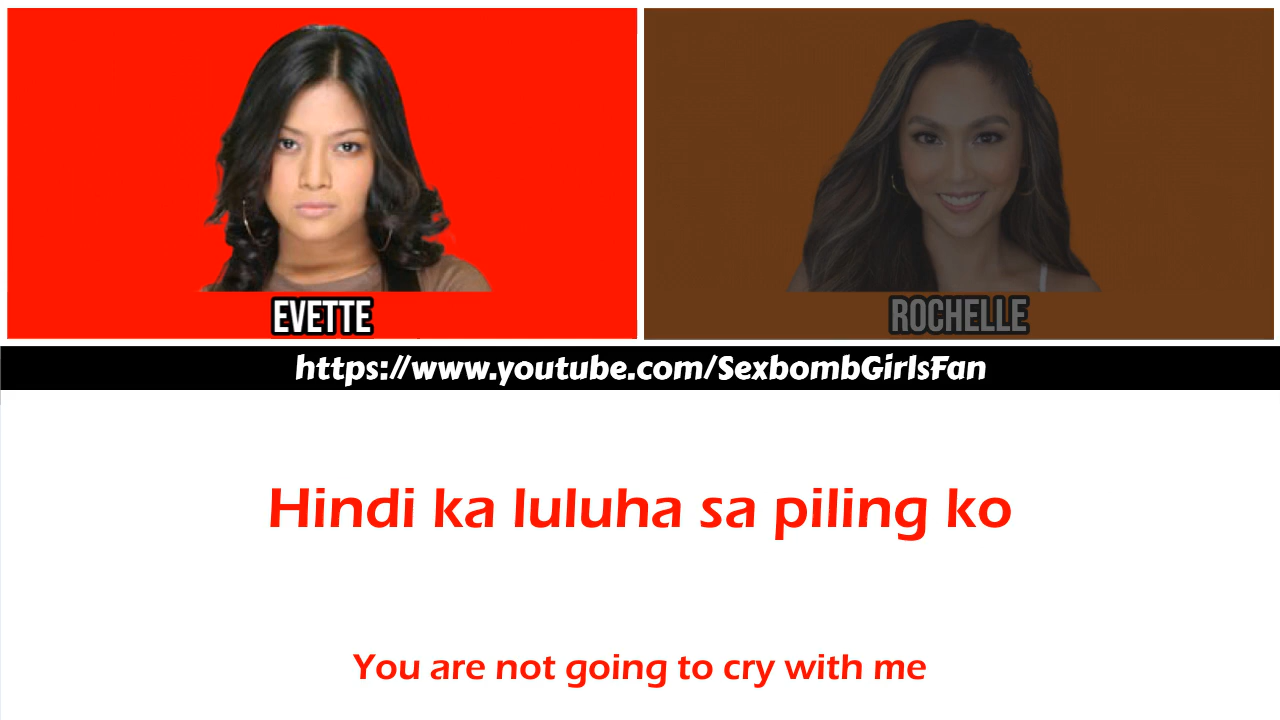 EVETTE
ROCHELLE
https://www.youtube.com/SexbombGirlsFan
Hindi ka luluha sa piling ko
You are not going to cry with me